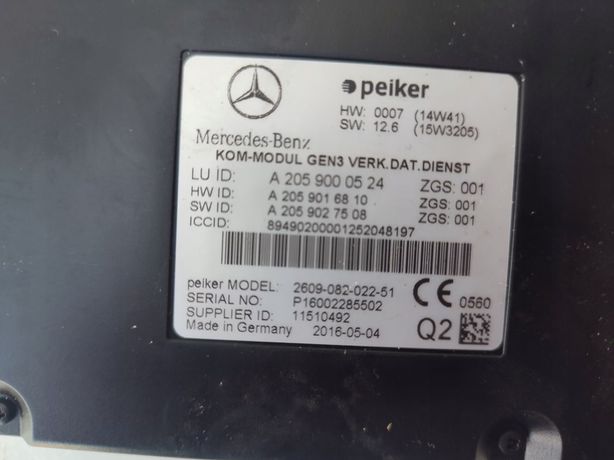 peiker
HW: 0007 (14W41)
SW: 12.6 (15W3205)
Mercedes-Benz
KOM-MODUL GEN3 VERK.DAT.DIENST
LU ID: A 205 900 05 24 ZGS: 001
HW ID: A 205 901 68 10 ZGS: 001
SW ID: A 205 902 75 08 ZGS: 001
ICCID: 89490200001252048197
peiker MODEL: 2609-082-022-51
SERIAL NO: P16002285502
SUPPLIER ID: 11510492
Made in Germany 2016-05-04
CE 0560
Q2